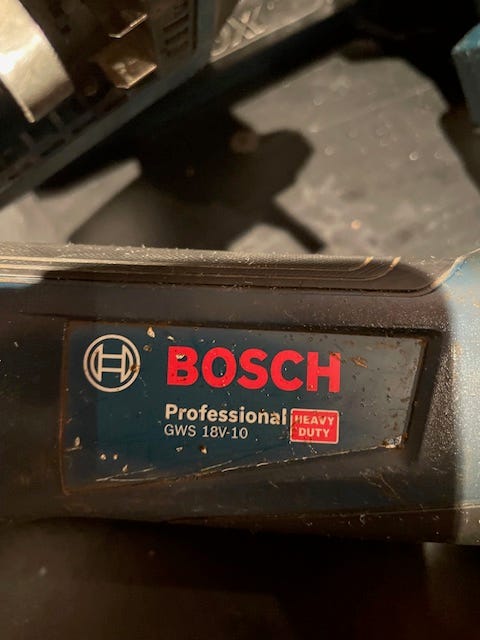 BOSCH
Professional
GWS 18V-10
HEAVY
DUTY